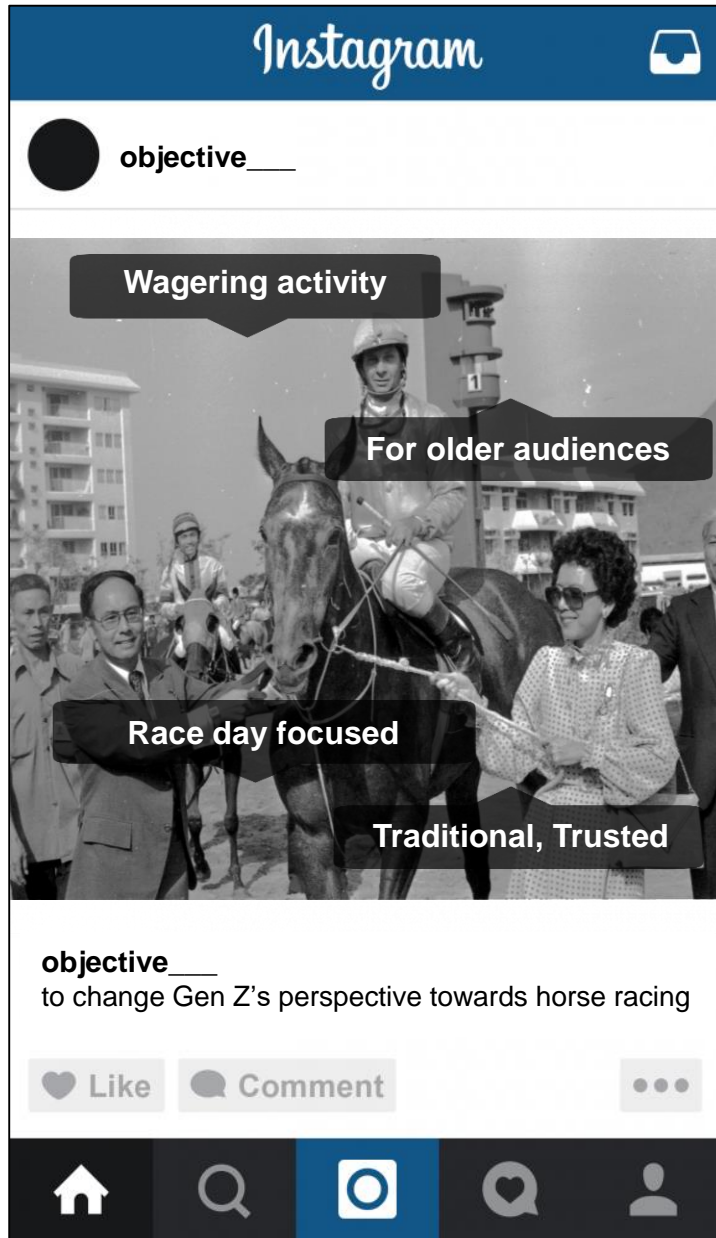 Instagram
objective___
Wagering activity
1
For older audiences
Race day focused
Traditional, Trusted
objective___
to change Gen Z’s perspective towards horse racing
Like
Comment